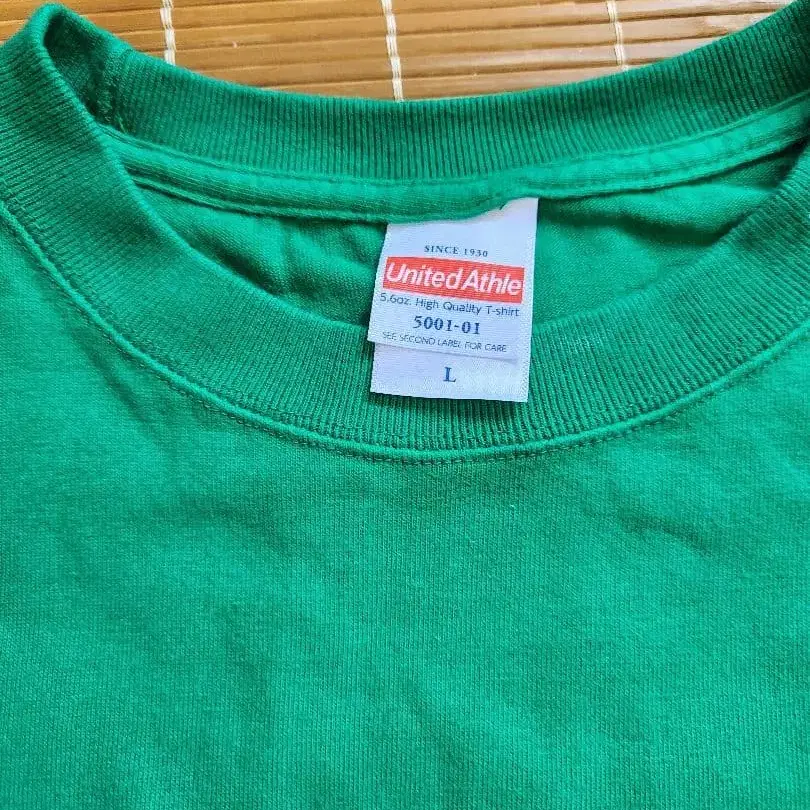 SINCE 1930
United Athle
5.6oz. High Quality T-shirt
5001-01
SEE SECOND LABEL FOR CARE
L